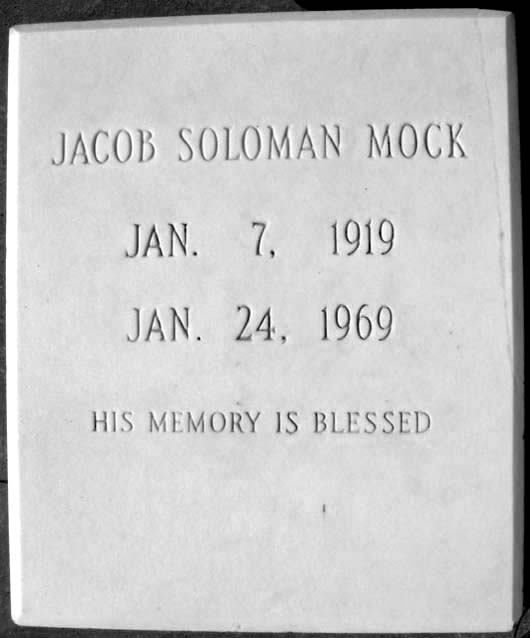 JACOB SOLOMAN MOCK
JAN. 7, 1919
JAN. 24, 1969
HIS MEMORY IS BLESSED